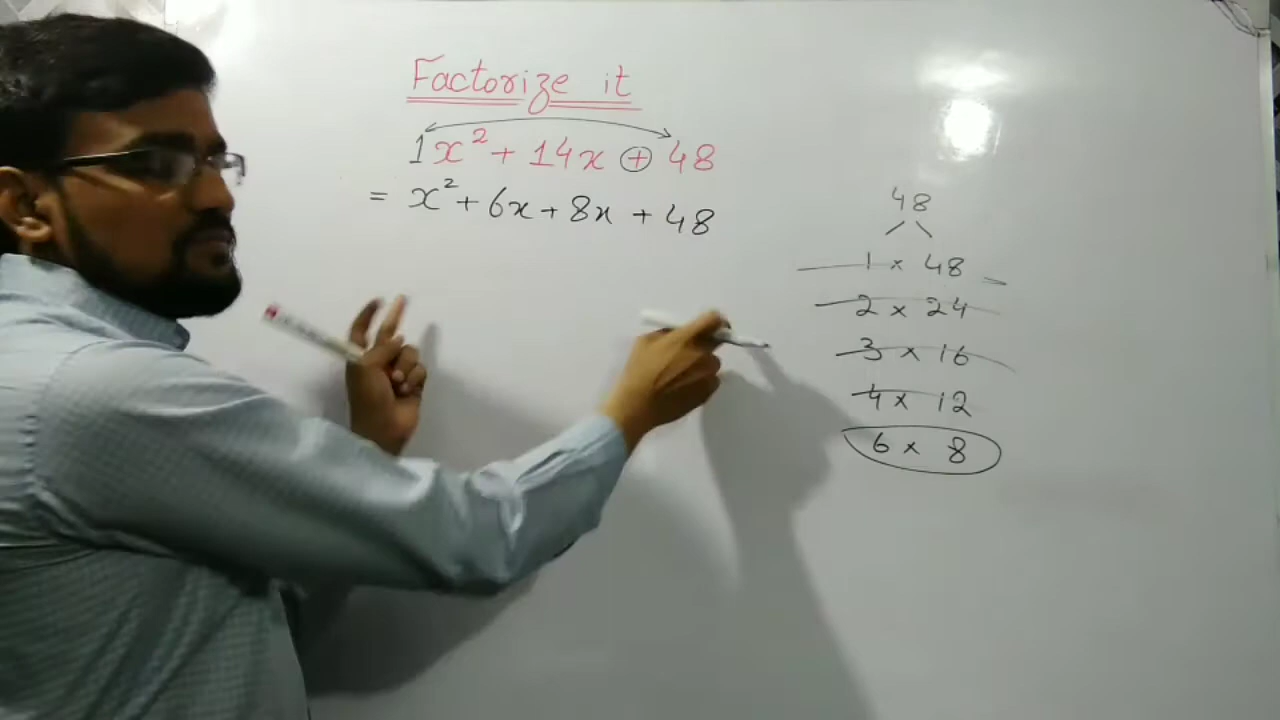 Factorize it
1x² + 14x + 48
= x² + 6x + 8x + 48
48
1 × 48
2 × 24
3 × 16
4 × 12
6 × 8